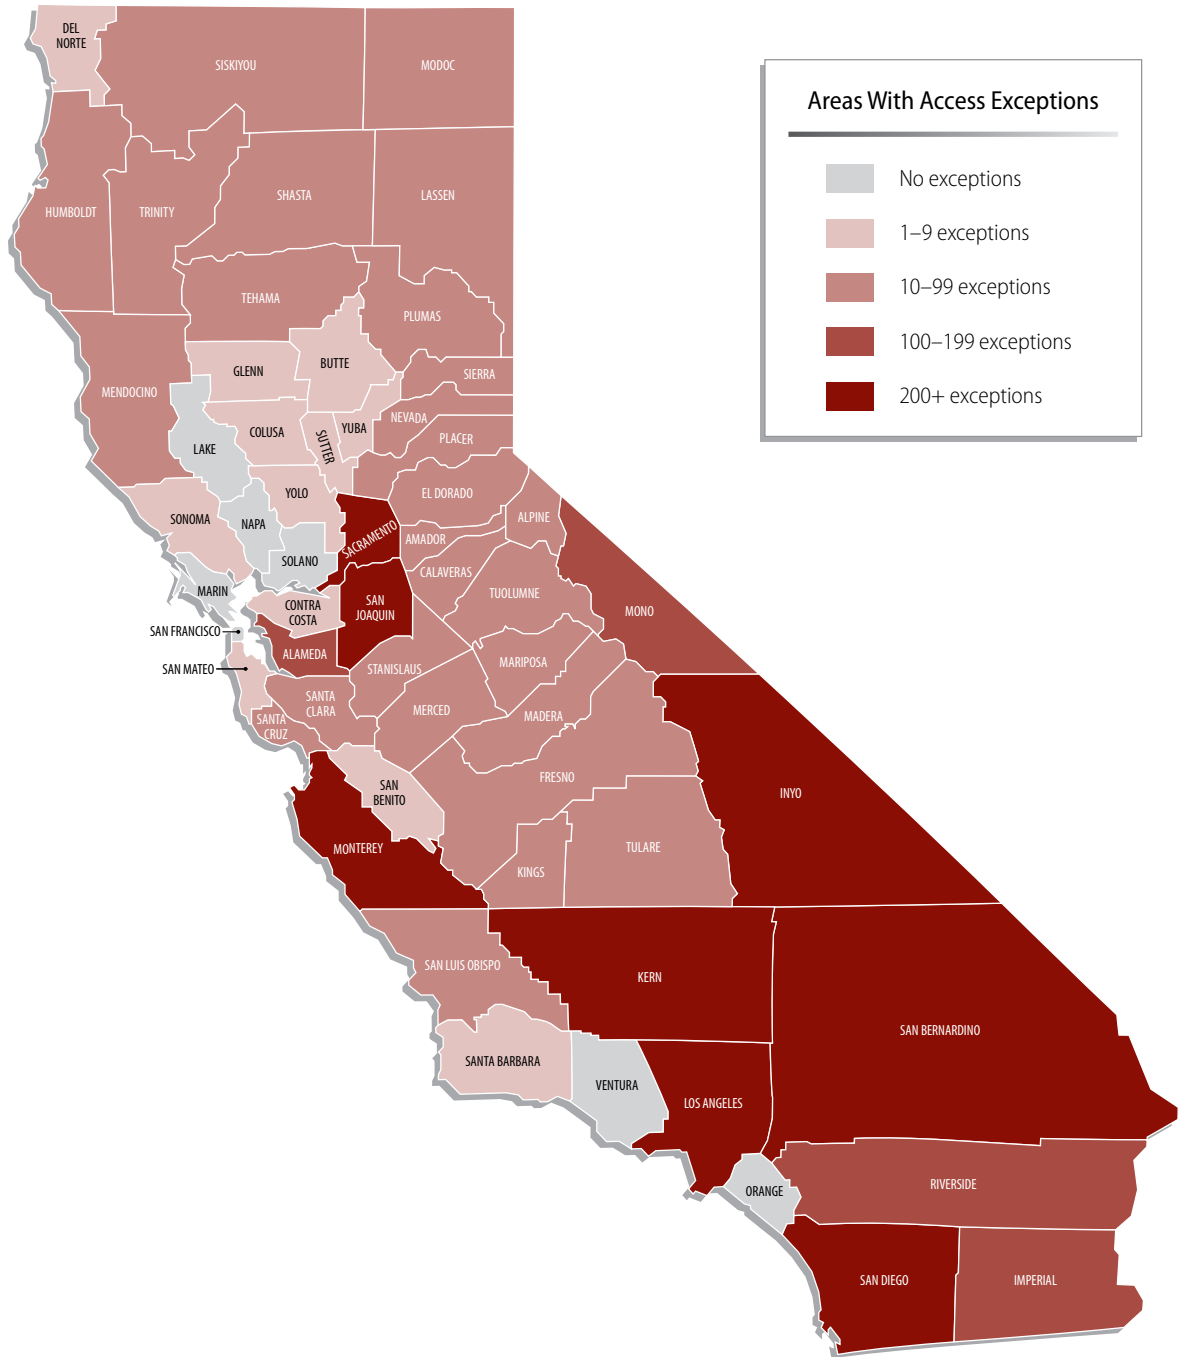 DEL
NORTE
SISKIYOU
MODOC
Areas With Access Exceptions
No exceptions
1–9 exceptions
10–99 exceptions
100–199 exceptions
200+ exceptions
HUMBOLDT
TRINITY
SHASTA
LASSEN
TEHAMA
PLUMAS
MENDOCINO
GLENN
BUTTE
SIERRA
LAKE
COLUSA
SUTTER
YUBA
NEVADA
PLACER
SONOMA
NAPA
YOLO
EL DORADO
SOLANO
SACRAMENTO
AMADOR
ALPINE
MARIN
CONTRA
COSTA
SAN
JOAQUIN
CALAVERAS
TUOLUMNE
MONO
SAN FRANCISCO
ALAMEDA
SAN MATEO
STANISLAUS
MARIPOSA
SANTA
CLARA
SANTA
CRUZ
MERCED
MADERA
SAN
BENITO
FRESNO
INYO
MONTEREY
KINGS
TULARE
SAN LUIS OBISPO
KERN
SAN BERNARDINO
SANTA BARBARA
VENTURA
LOS ANGELES
ORANGE
RIVERSIDE
SAN DIEGO
IMPERIAL